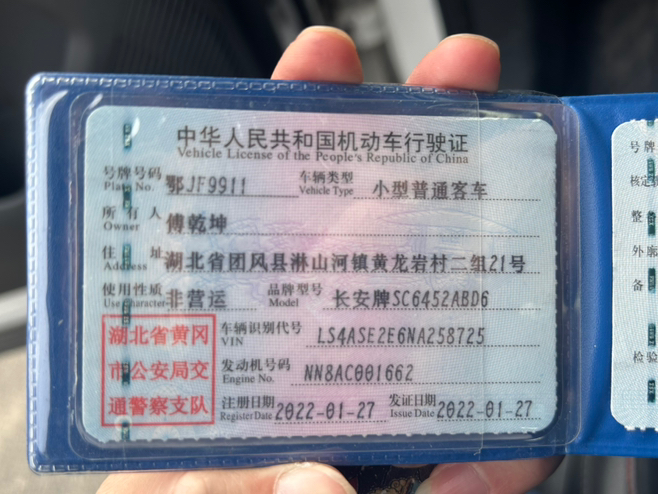 中华人民共和国机动车行驶证
Vehicle License of the People's Republic of China
号牌号码 鄂JF9911 车辆类型 小型普通客车
Plate No. Vehicle Type
所有人 傅乾坤
Owner
住址 湖北省团风县淋山河镇黄龙岩村二组21号
Address
使用性质 非营运 品牌型号 长安牌SC6452ABD6
Use Character Model
湖北省黄冈
市公安局交
通警察支队
车辆识别代号 LS4ASE2E6NA258725
VIN
发动机号码 NN8AC001662
Engine No.
注册日期 2022-01-27 发证日期 2022-01-27
Register Date Issue Date
号牌
核定
整备
外廓
备
检验